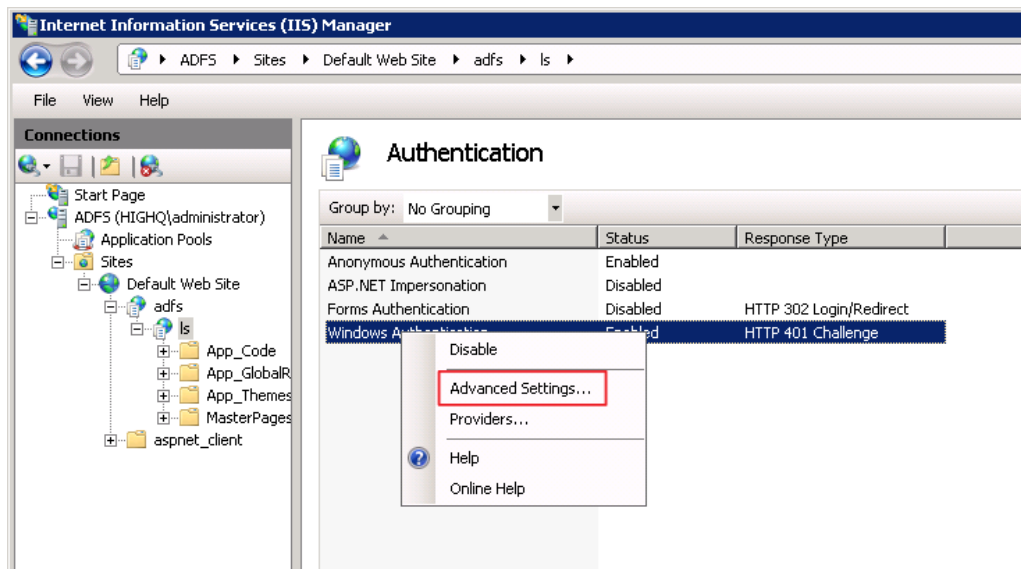 Internet Information Services (IIS) Manager
ADFS Sites Default Web Site adfs ls
File View Help
Connections
Start Page
ADFS (HIGHQ\administrator)
Application Pools
Sites
Default Web Site
adfs
ls
App_Code
App_GlobalR
App_Themes
MasterPages
aspnet_client
Authentication
Group by: No Grouping
Name Status Response Type
Anonymous Authentication Enabled
ASP.NET Impersonation Disabled
Forms Authentication Disabled HTTP 302 Login/Redirect
Windows Authentication Enabled HTTP 401 Challenge
Disable
Advanced Settings...
Providers...
Help
Online Help